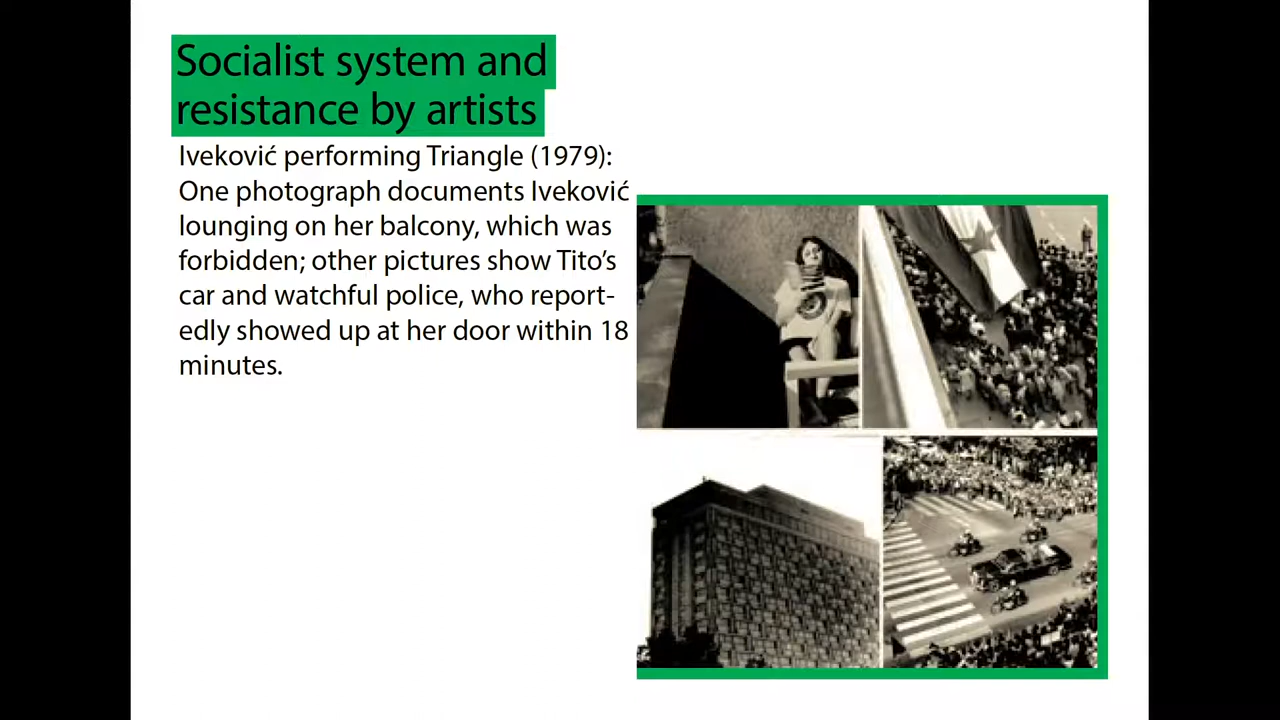 Socialist system and
resistance by artists
Iveković performing Triangle (1979):
One photograph documents Iveković
lounging on her balcony, which was
forbidden; other pictures show Tito’s
car and watchful police, who report-
edly showed up at her door within 18
minutes.